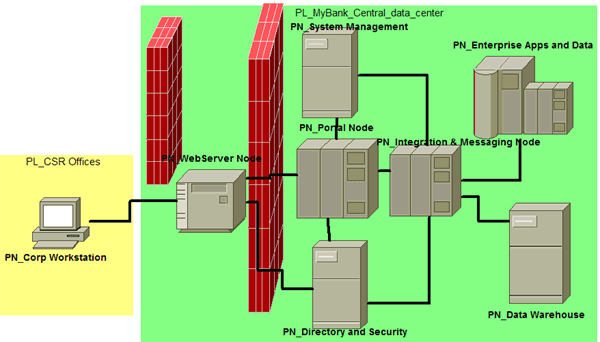 PL_MyBank_Central_data_center
PN_System Management
PN_Enterprise Apps and Data
PN_Portal Node
PN_Integration & Messaging Node
PL_CSR Offices
PN_WebServer Node
PN_Corp Workstation
PN_Data Warehouse
PN_Directory and Security